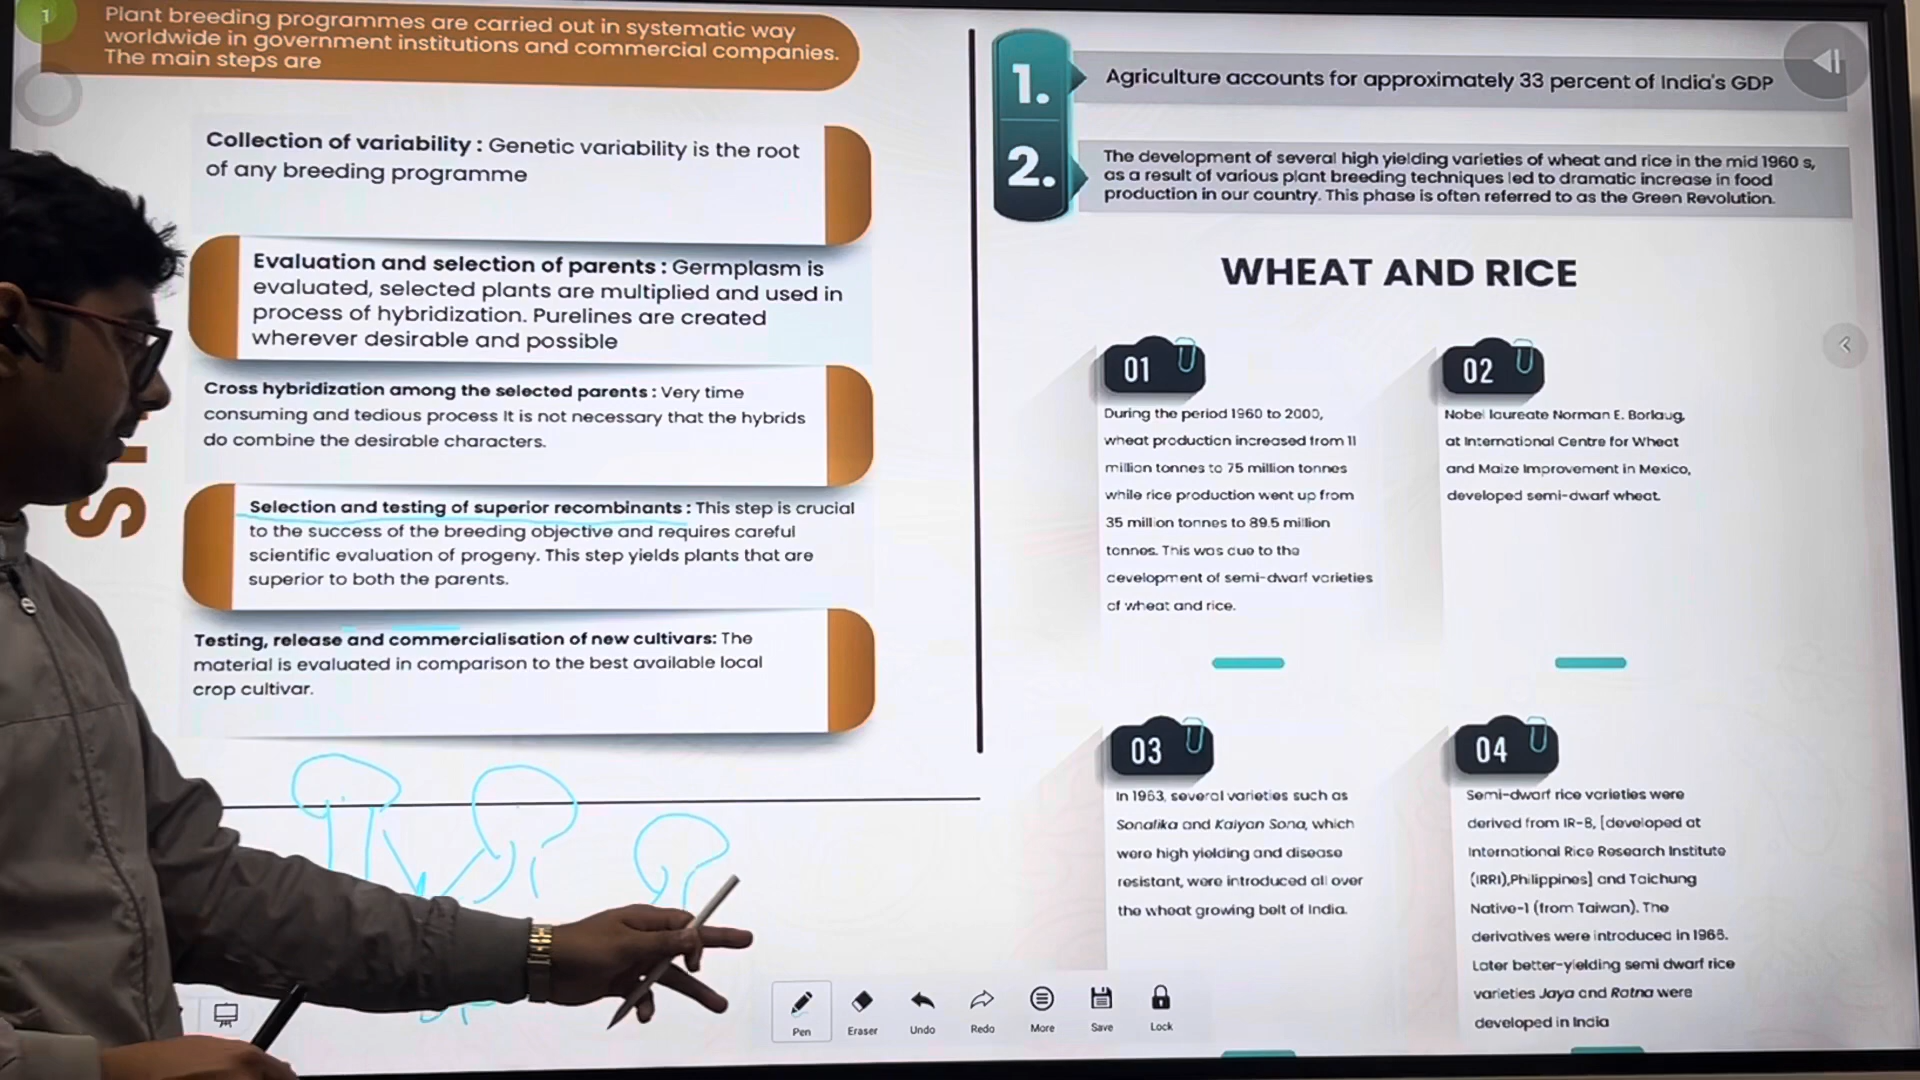 1
Plant breeding programmes are carried out in systematic way
worldwide in government institutions and commercial companies.
The main steps are
Collection of variability : Genetic variability is the root
of any breeding programme
Evaluation and selection of parents : Germplasm is
evaluated, selected plants are multiplied and used in
process of hybridization. Purelines are created
wherever desirable and possible
Cross hybridization among the selected parents : Very time
consuming and tedious process It is not necessary that the hybrids
do combine the desirable characters.
Selection and testing of superior recombinants : This step is crucial
to the success of the breeding objective and requires careful
scientific evaluation of progeny. This step yields plants that are
superior to both the parents.
Testing, release and commercialisation of new cultivars: The
material is evaluated in comparison to the best available local
crop cultivar.
1.
Agriculture accounts for approximately 33 percent of India's GDP
2.
The development of several high yielding varieties of wheat and rice in the mid 1960 s,
as a result of various plant breeding techniques led to dramatic increase in food
production in our country. This phase is often referred to as the Green Revolution.
WHEAT AND RICE
01
During the period 1960 to 2000,
wheat production increased from 11
million tonnes to 75 million tonnes
while rice production went up from
35 million tonnes to 89.5 million
tonnes. This was due to the
development of semi-dwarf varieties
of wheat and rice.
02
Nobel laureate Norman E. Borlaug,
at International Centre for Wheat
and Maize Improvement in Mexico,
developed semi-dwarf wheat.
03
In 1963, several varieties such as
Sonalika and Kalyan Sona, which
were high yielding and disease
resistant, were introduced all over
the wheat growing belt of India.
04
Semi-dwarf rice varieties were
derived from IR-8, [developed at
International Rice Research Institute
(IRRI),Philippines] and Taichung
Native-1 (from Taiwan). The
derivatives were introduced in 1966.
Later better-yielding semi dwarf rice
varieties Jaya and Ratna were
developed in India
Pen
Eraser
Undo
Redo
More
Save
Lock